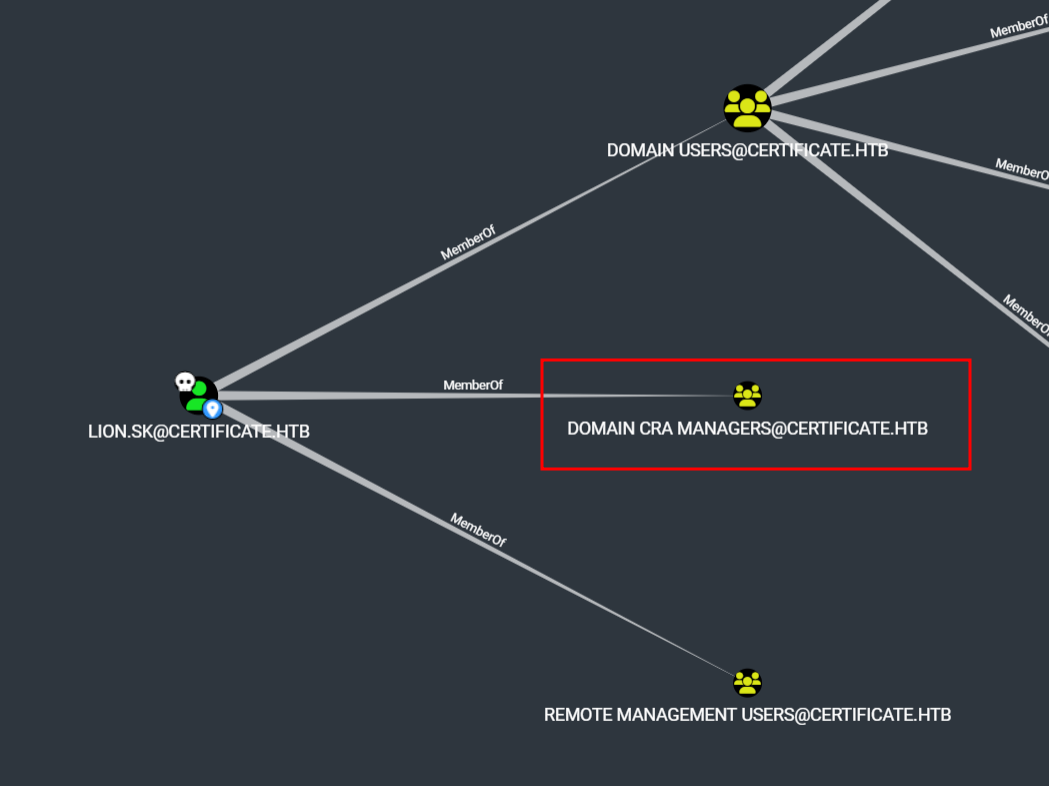 MemberOf
DOMAIN USERS@CERTIFICATE.HTB
MemberOf
MemberOf
MemberOf
MemberOf
DOMAIN CRA MANAGERS@CERTIFICATE.HTB
LION.SK@CERTIFICATE.HTB
MemberOf
REMOTE MANAGEMENT USERS@CERTIFICATE.HTB